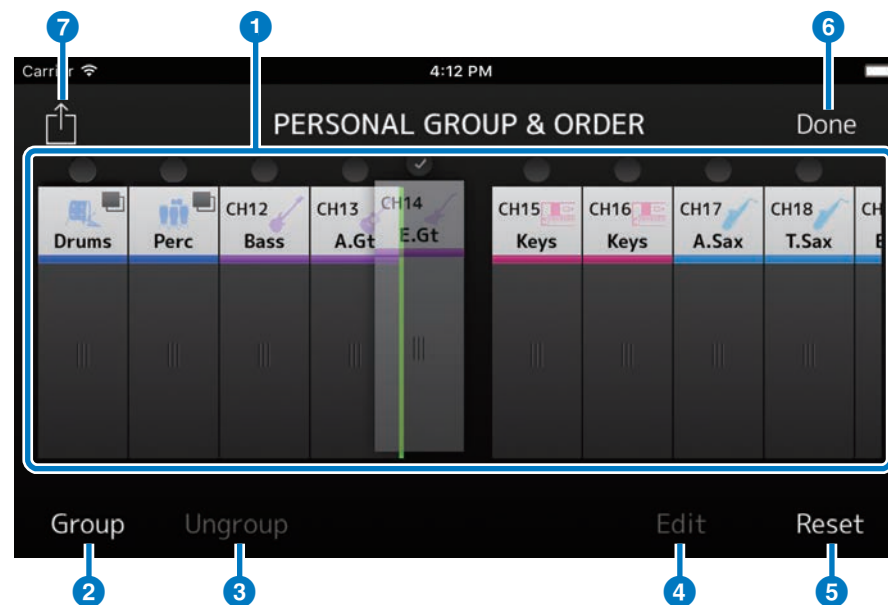 7 1 6
Carrier 4:12 PM
PERSONAL GROUP & ORDER Done
CH12 CH13 CH14 CH15 CH16 CH17 CH18 CH
Drums Perc Bass A.Gt E.Gt Keys Keys A.Sax T.Sax
Group Ungroup Edit Reset
2 3 4 5